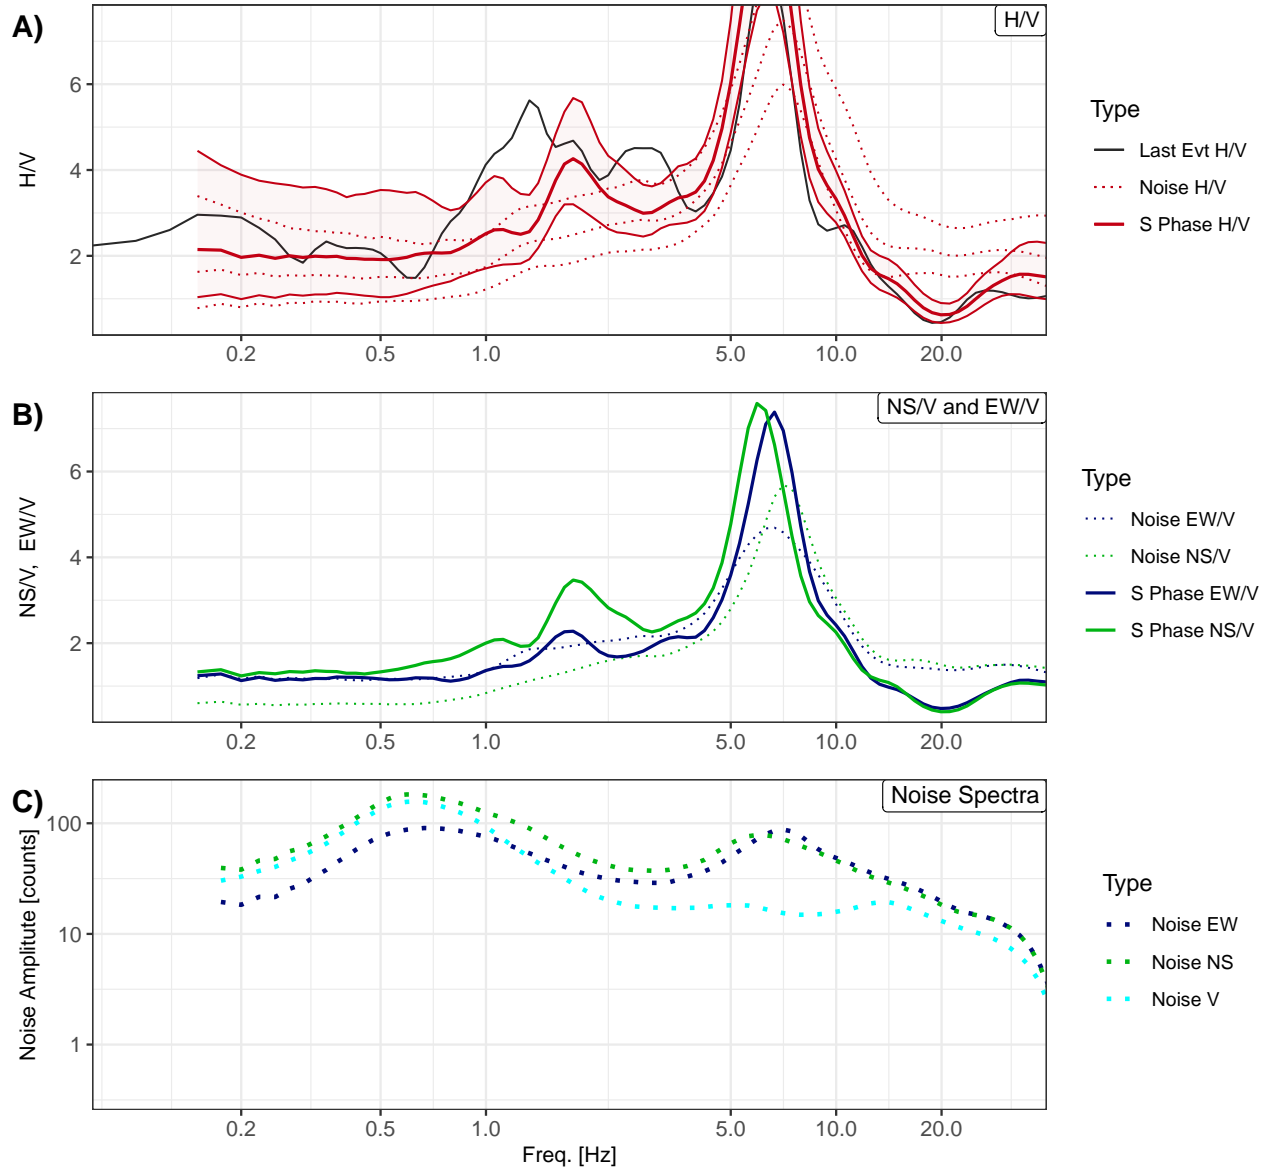 A)
H/V
H/V
6
4
2
0.2 0.5 1.0 5.0 10.0 20.0
Type
Last Evt H/V
Noise H/V
S Phase H/V
B)
NS/V and EW/V
NS/V, EW/V
6
4
2
0.2 0.5 1.0 5.0 10.0 20.0
Type
Noise EW/V
Noise NS/V
S Phase EW/V
S Phase NS/V
C)
Noise Spectra
Noise Amplitute [counts]
100
10
1
0.2 0.5 1.0 5.0 10.0 20.0
Freq. [Hz]
Type
Noise EW
Noise NS
Noise V